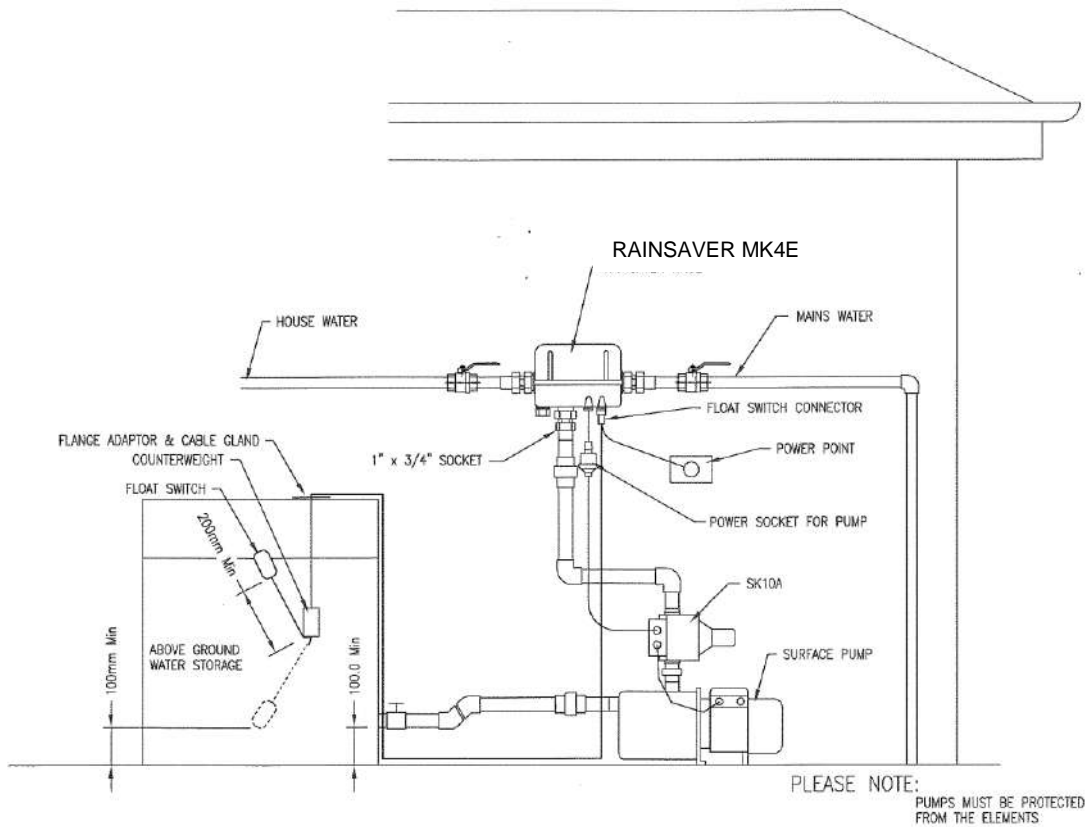 RAINSAVER MK4E
HOUSE WATER
MAINS WATER
FLOAT SWITCH CONNECTOR
FLANGE ADAPTOR & CABLE GLAND
COUNTERWEIGHT
1" x 3/4" SOCKET
POWER POINT
FLOAT SWITCH
200mm Min
POWER SOCKET FOR PUMP
SK10A
ABOVE GROUND
WATER STORAGE
100mm Min
100.0 Min
SURFACE PUMP
PLEASE NOTE:
PUMPS MUST BE PROTECTED
FROM THE ELEMENTS